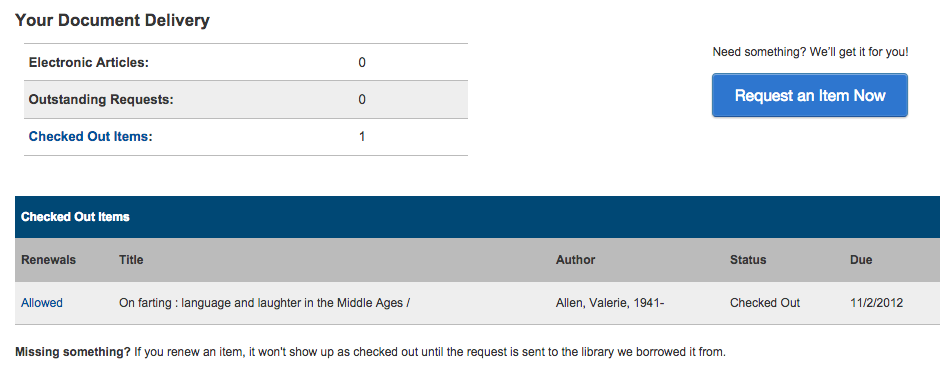 Your Document Delivery
Electronic Articles: 0
Need something? We'll get it for you!
Outstanding Requests: 0
Request an Item Now
Checked Out Items: 1
Checked Out Items
Renewals Title Author Status Due
Allowed On farting : language and laughter in the Middle Ages / Allen, Valerie, 1941- Checked Out 11/2/2012
Missing something? If you renew an item, it won't show up as checked out until the request is sent to the library we borrowed it from.